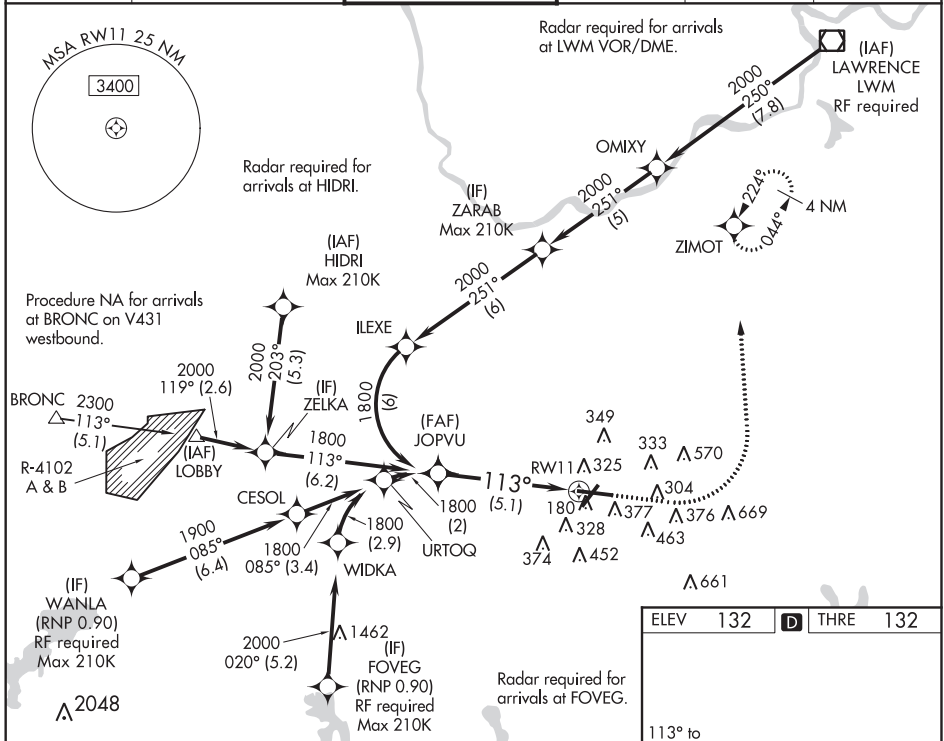 MSA RW11 25 NM
3400
Radar required for arrivals
at LWM VOR/DME.
(IAF)
LAWRENCE
LWM
RF required
2000
250°
(7.8)
OMIXY
Radar required for
arrivals at HIDRI.
(IF)
ZARAB
Max 210K
2000
251°
(5)
224°
044°
4 NM
ZIMOT
(IAF)
HIDRI
Max 210K
2000
251°
(6)
Procedure NA for arrivals
at BRONC on V431
westbound.
ILEXE
2000
203°
(5.3)
2000
119° (2.6)
(IF)
ZELKA
1800
(6)
BRONC
2300
113°
(5.1)
(IAF)
LOBBY
R-4102
A & B
1800
113°
(6.2)
(FAF)
JOPVU
113°
(5.1)
RW11
349
325
333
570
304
180
377
376
669
328
463
374
452
661
CESOL
1800
(2)
URTOQ
1800
(2.9)
1900
085°
(6.4)
1800
085° (3.4)
WIDKA
(IF)
WANLA
(RNP 0.90)
RF required
Max 210K
2000
020° (5.2)
1462
(IF)
FOVEG
(RNP 0.90)
RF required
Max 210K
Radar required for
arrivals at FOVEG.
2048
ELEV 132 D THRE 132
113° to